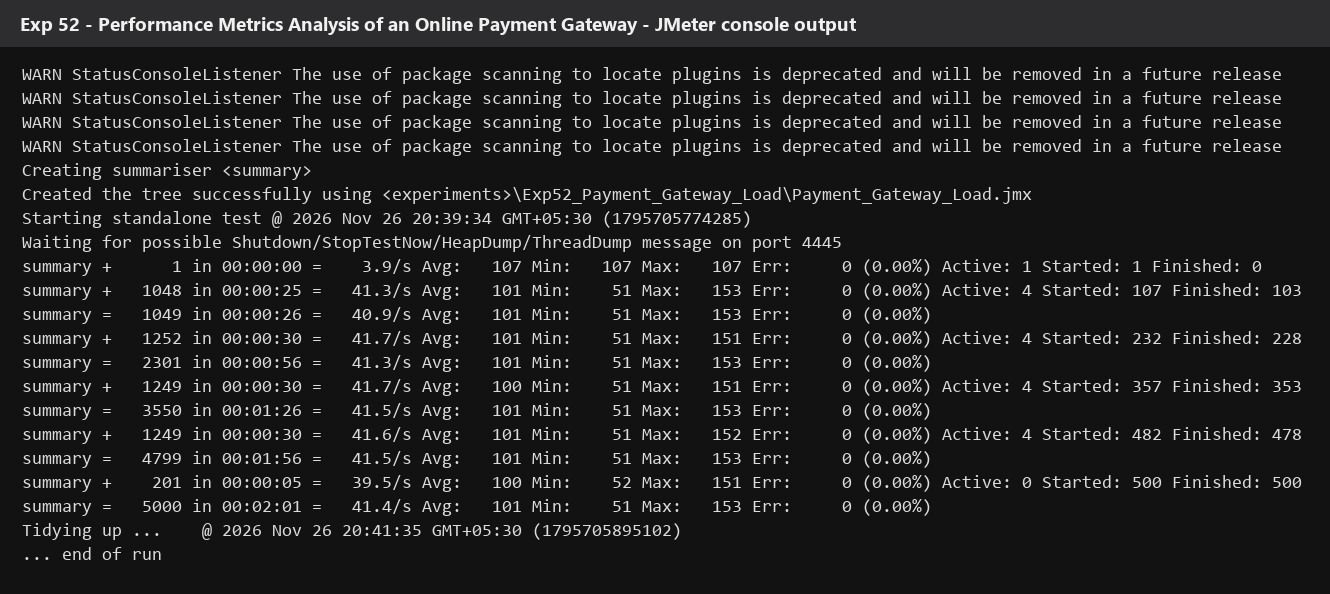 Exp 52 - Performance Metrics Analysis of an Online Payment Gateway - JMeter console output
WARN StatusConsoleListener The use of package scanning to locate plugins is deprecated and will be removed in a future release
WARN StatusConsoleListener The use of package scanning to locate plugins is deprecated and will be removed in a future release
WARN StatusConsoleListener The use of package scanning to locate plugins is deprecated and will be removed in a future release
WARN StatusConsoleListener The use of package scanning to locate plugins is deprecated and will be removed in a future release
Creating summariser <summary>
Created the tree successfully using <experiments>\Exp52_Payment_Gateway_Load\Payment_Gateway_Load.jmx
Starting standalone test @ 2026 Nov 26 20:39:34 GMT+05:30 (1795705774285)
Waiting for possible Shutdown/StopTestNow/HeapDump/ThreadDump message on port 4445
summary +      1 in 00:00:00 =    3.9/s Avg:   107 Min:   107 Max:   107 Err:     0 (0.00%) Active: 1 Started: 1 Finished: 0
summary +   1048 in 00:00:25 =   41.3/s Avg:   101 Min:    51 Max:   153 Err:     0 (0.00%) Active: 4 Started: 107 Finished: 103
summary =   1049 in 00:00:26 =   40.9/s Avg:   101 Min:    51 Max:   153 Err:     0 (0.00%)
summary +   1252 in 00:00:30 =   41.7/s Avg:   101 Min:    51 Max:   151 Err:     0 (0.00%) Active: 4 Started: 232 Finished: 228
summary =   2301 in 00:00:56 =   41.3/s Avg:   101 Min:    51 Max:   153 Err:     0 (0.00%)
summary +   1249 in 00:00:30 =   41.7/s Avg:   100 Min:    51 Max:   151 Err:     0 (0.00%) Active: 4 Started: 357 Finished: 353
summary =   3550 in 00:01:26 =   41.5/s Avg:   101 Min:    51 Max:   153 Err:     0 (0.00%)
summary +   1249 in 00:00:30 =   41.6/s Avg:   101 Min:    51 Max:   152 Err:     0 (0.00%) Active: 4 Started: 482 Finished: 478
summary =   4799 in 00:01:56 =   41.5/s Avg:   101 Min:    51 Max:   153 Err:     0 (0.00%)
summary +    201 in 00:00:05 =   39.5/s Avg:   100 Min:    52 Max:   151 Err:     0 (0.00%) Active: 0 Started: 500 Finished: 500
summary =   5000 in 00:02:01 =   41.4/s Avg:   101 Min:    51 Max:   153 Err:     0 (0.00%)
Tidying up ...    @ 2026 Nov 26 20:41:35 GMT+05:30 (1795705895102)
... end of run